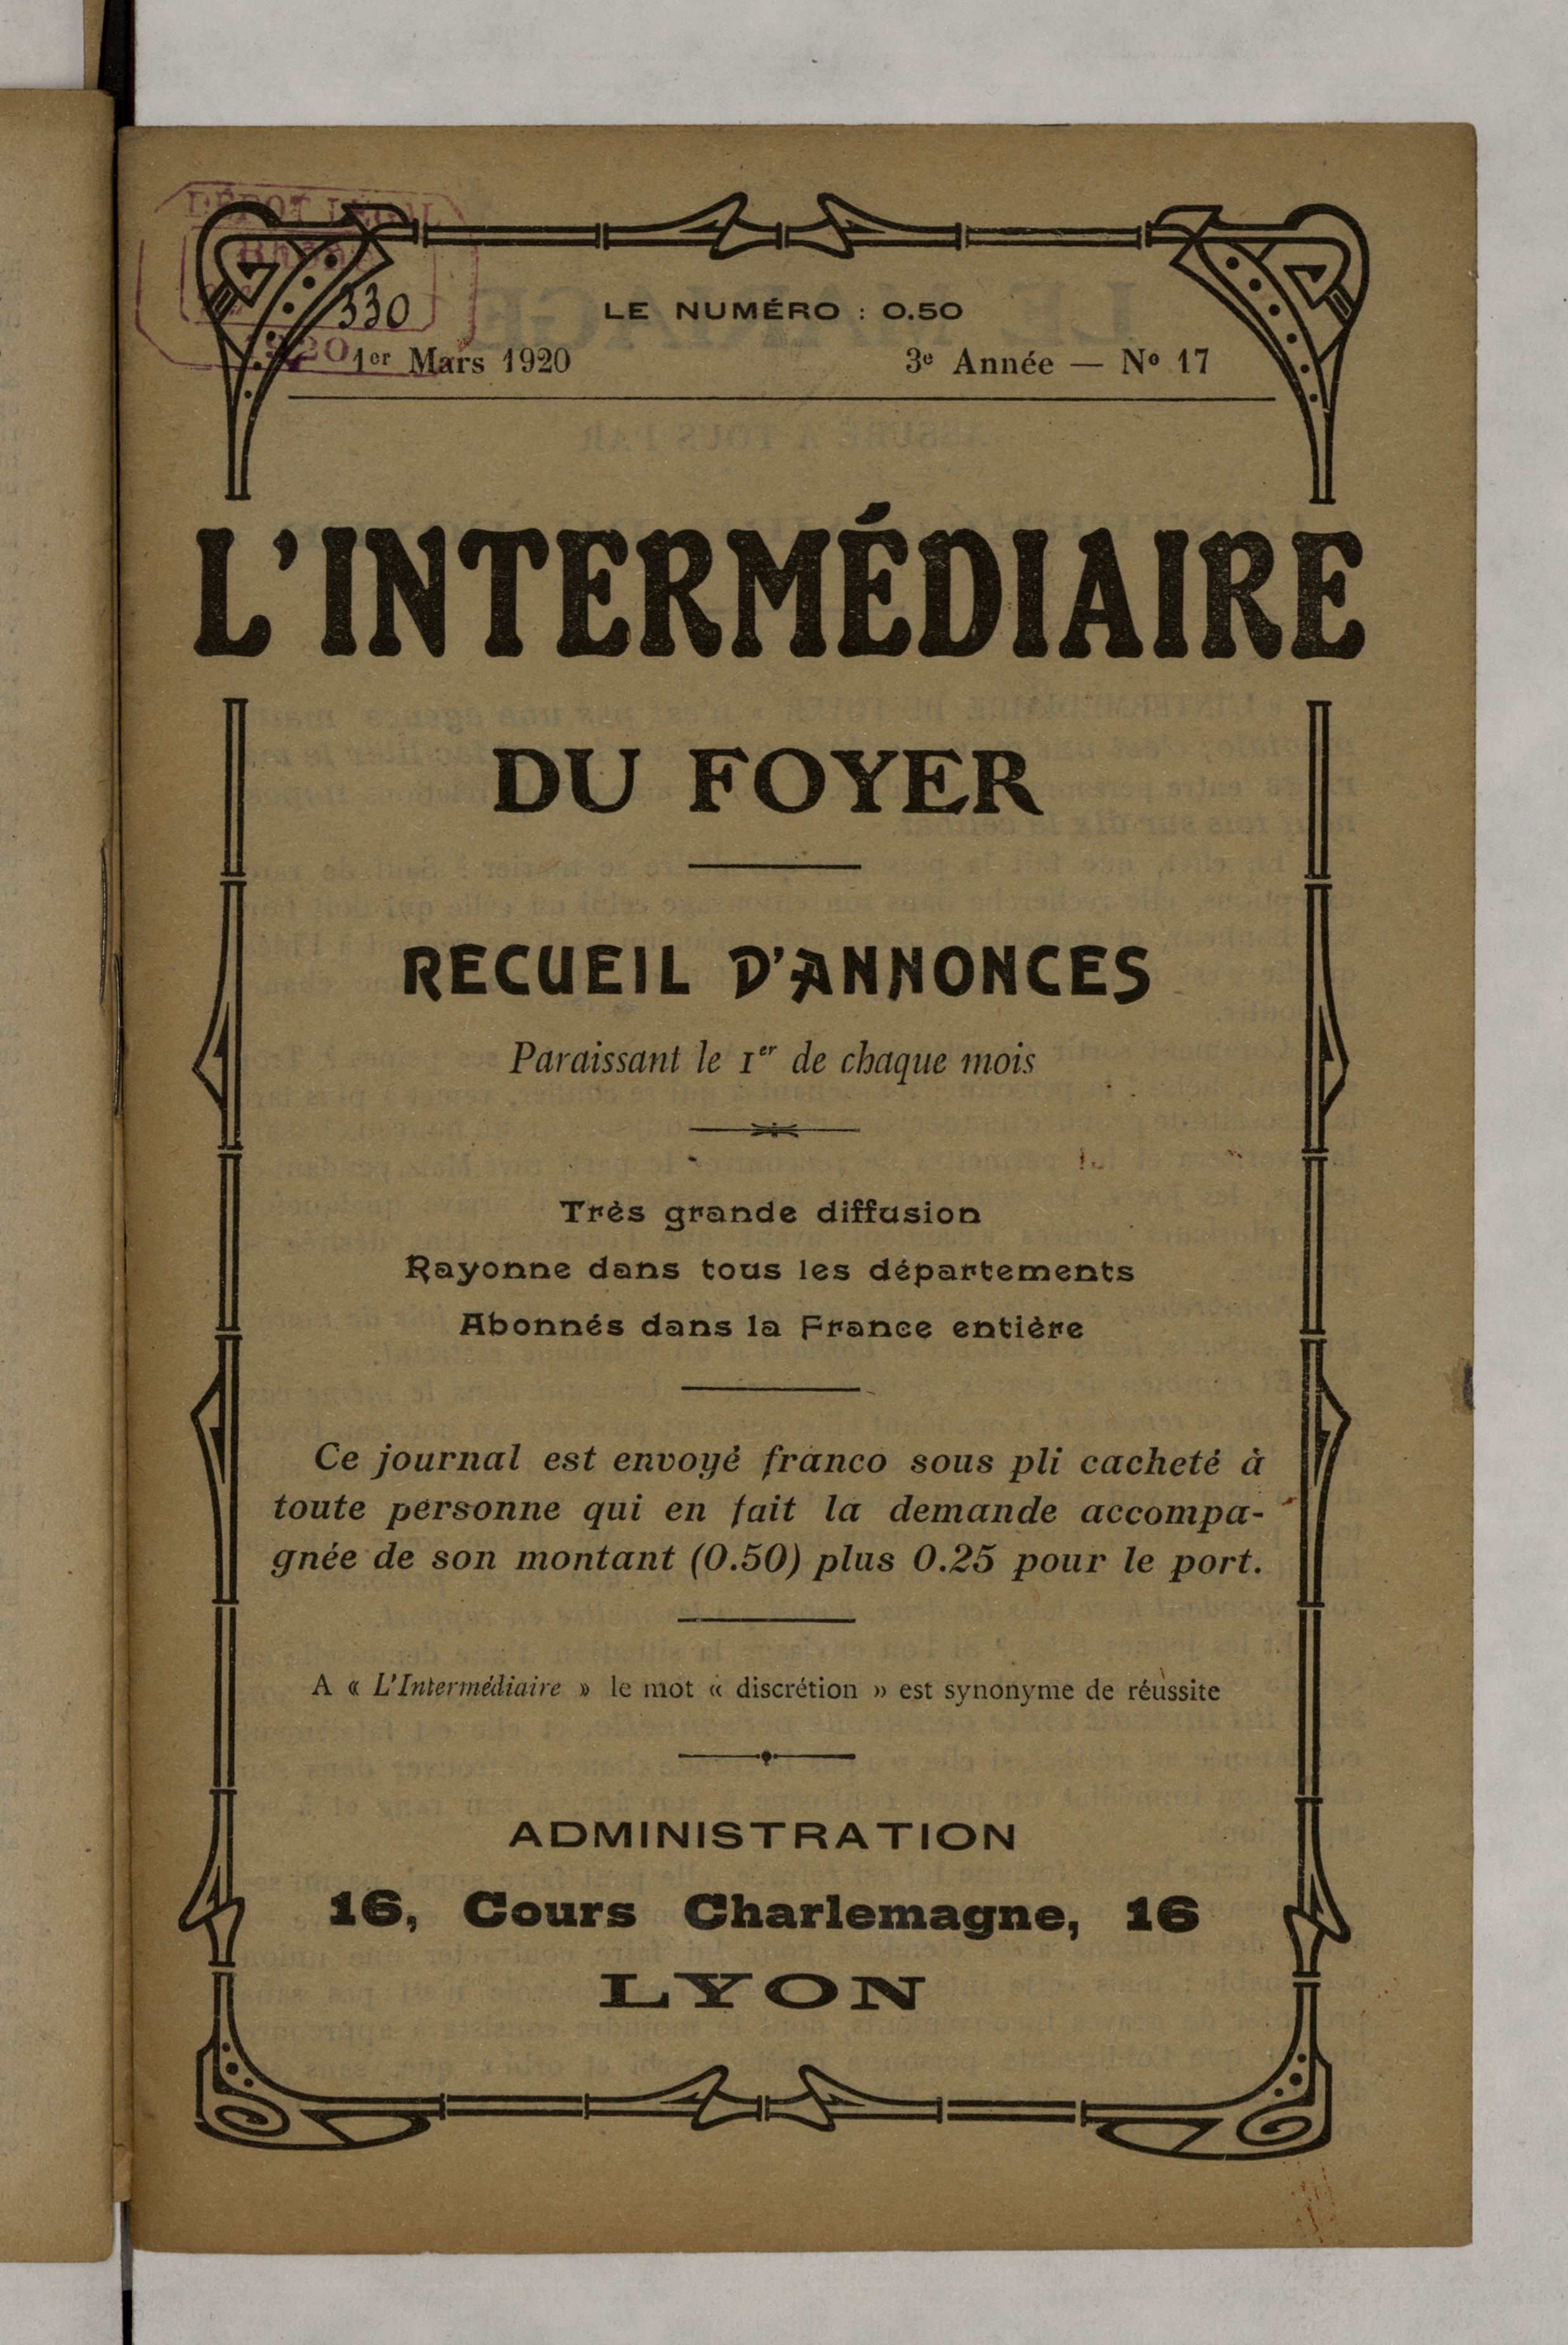 DÉPOT LÉGAL
Rhône
330
1920
LE NUMÉRO : 0.50
1er Mars 1920 3e Année — No 17
L'INTERMÉDIAIRE
DU FOYER
RECUEIL D'ANNONCES
Paraissant le 1er de chaque mois
Très grande diffusion
Rayonne dans tous les départements
Abonnés dans la France entière
Ce journal est envoyé franco sous pli cacheté à
toute personne qui en fait la demande accompa-
gnée de son montant (0.50) plus 0.25 pour le port.
A « L'Intermédiaire » le mot « discrétion » est synonyme de réussite
ADMINISTRATION
16, Cours Charlemagne, 16
LYON